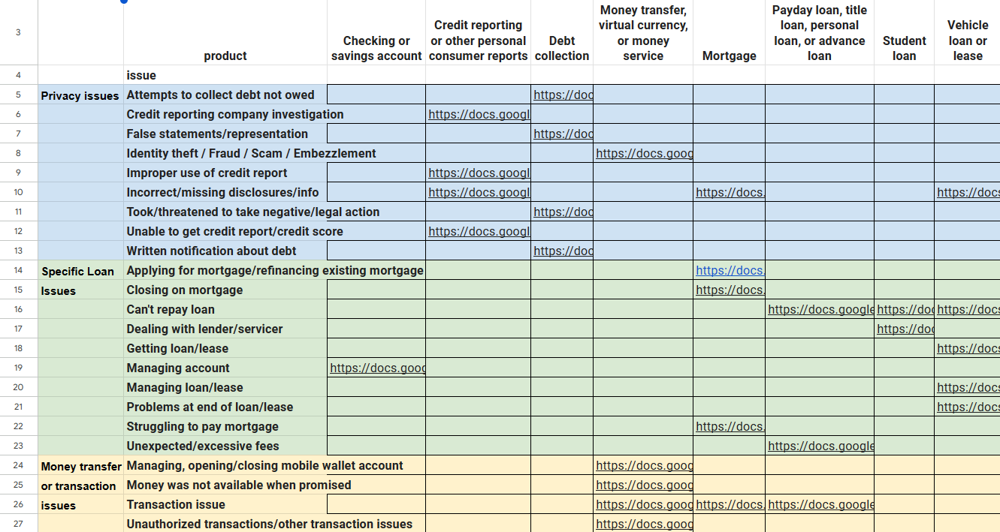 3 product Checking or savings account Credit reporting or other personal consumer reports Debt collection Money transfer, virtual currency, or money service Mortgage Payday loan, title loan, personal loan, or advance loan Student loan Vehicle loan or lease
4 issue
5 Privacy issues Attempts to collect debt not owed https://doc
6 Credit reporting company investigation https://docs.googl
7 False statements/representation https://doc
8 Identity theft / Fraud / Scam / Embezzlement https://docs.goog
9 Improper use of credit report https://docs.googl
10 Incorrect/missing disclosures/info https://docs.googl https://docs. https://docs
11 Took/threatened to take negative/legal action https://doc
12 Unable to get credit report/credit score https://docs.googl
13 Written notification about debt https://doc
14 Specific Loan Applying for mortgage/refinancing existing mortgage https://docs.
15 Issues Closing on mortgage https://docs.
16 Can't repay loan https://docs.google https://doc https://docs
17 Dealing with lender/servicer https://doc
18 Getting loan/lease https://docs
19 Managing account https://docs.goog
20 Managing loan/lease https://docs
21 Problems at end of loan/lease https://docs
22 Struggling to pay mortgage https://docs.
23 Unexpected/excessive fees https://docs.google
24 Money transfer Managing, opening/closing mobile wallet account https://docs.goog
25 or transaction Money was not available when promised https://docs.goog
26 issues Transaction issue https://docs.goog https://docs. https://docs.google
27 Unauthorized transactions/other transaction issues https://docs.goog